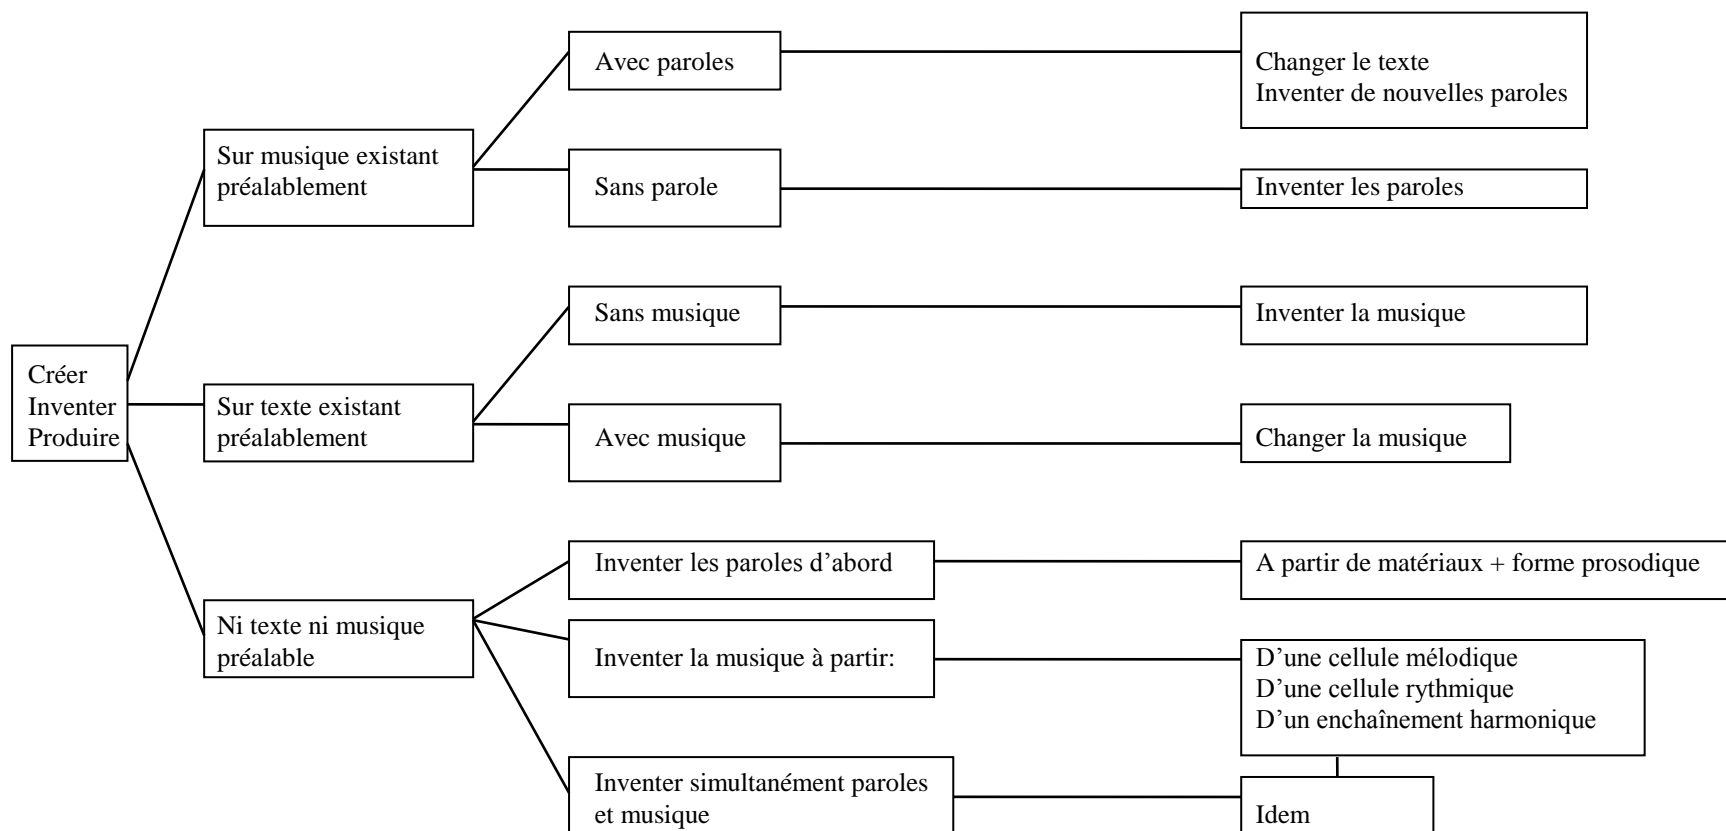 Avec paroles
Changer le texte
Inventer de nouvelles paroles
Sur musique existant
préalablement
Sans parole
Inventer les paroles
Sans musique
Inventer la musique
Créer
Inventer
Produire
Sur texte existant
préalablement
Avec musique
Changer la musique
Inventer les paroles d’abord
A partir de matériaux + forme prosodique
Ni texte ni musique
préalable
Inventer la musique à partir:
D’une cellule mélodique
D’une cellule rythmique
D’un enchaînement harmonique
Inventer simultanément paroles
et musique
Idem